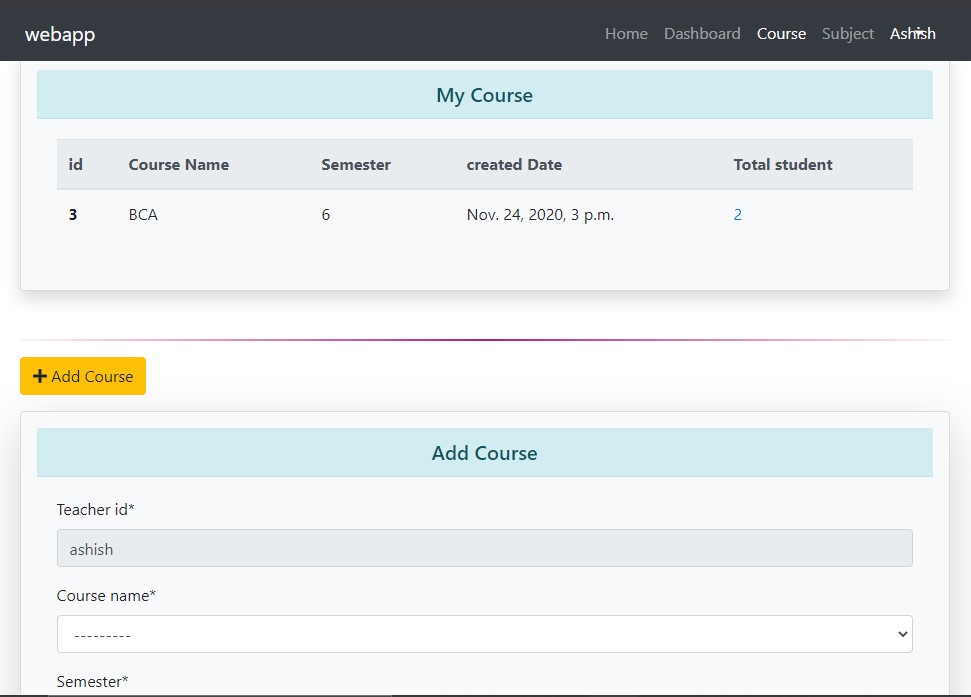 webapp Home Dashboard Course Subject Ashish
My Course
id Course Name Semester created Date Total student
3 BCA 6 Nov. 24, 2020, 3 p.m. 2
Add Course
Add Course
Teacher id*
ashish
Course name*
---------
Semester*